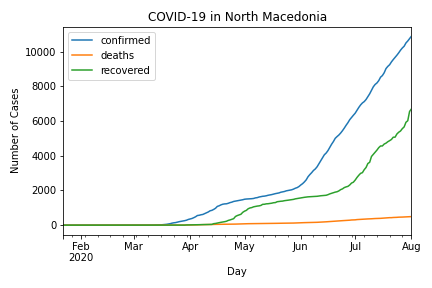 COVID-19 in North Macedonia
confirmed
deaths
recovered
Number of Cases
10000
8000
6000
4000
2000
0
Feb Mar Apr May Jun Jul Aug
2020
Day